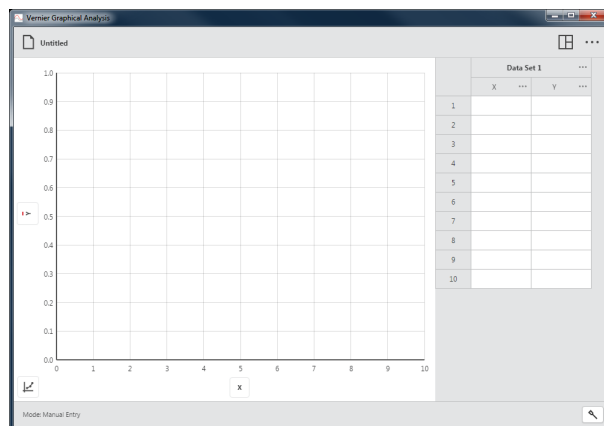 Vernier Graphical Analysis
Untitled
Data Set 1
X Y
1
2
3
4
5
6
7
8
9
10
1.0
0.9
0.8
0.7
0.6
0.5
0.4
0.3
0.2
0.1
0.0
Y
0 1 2 3 4 5 6 7 8 9 10
X
Mode: Manual Entry